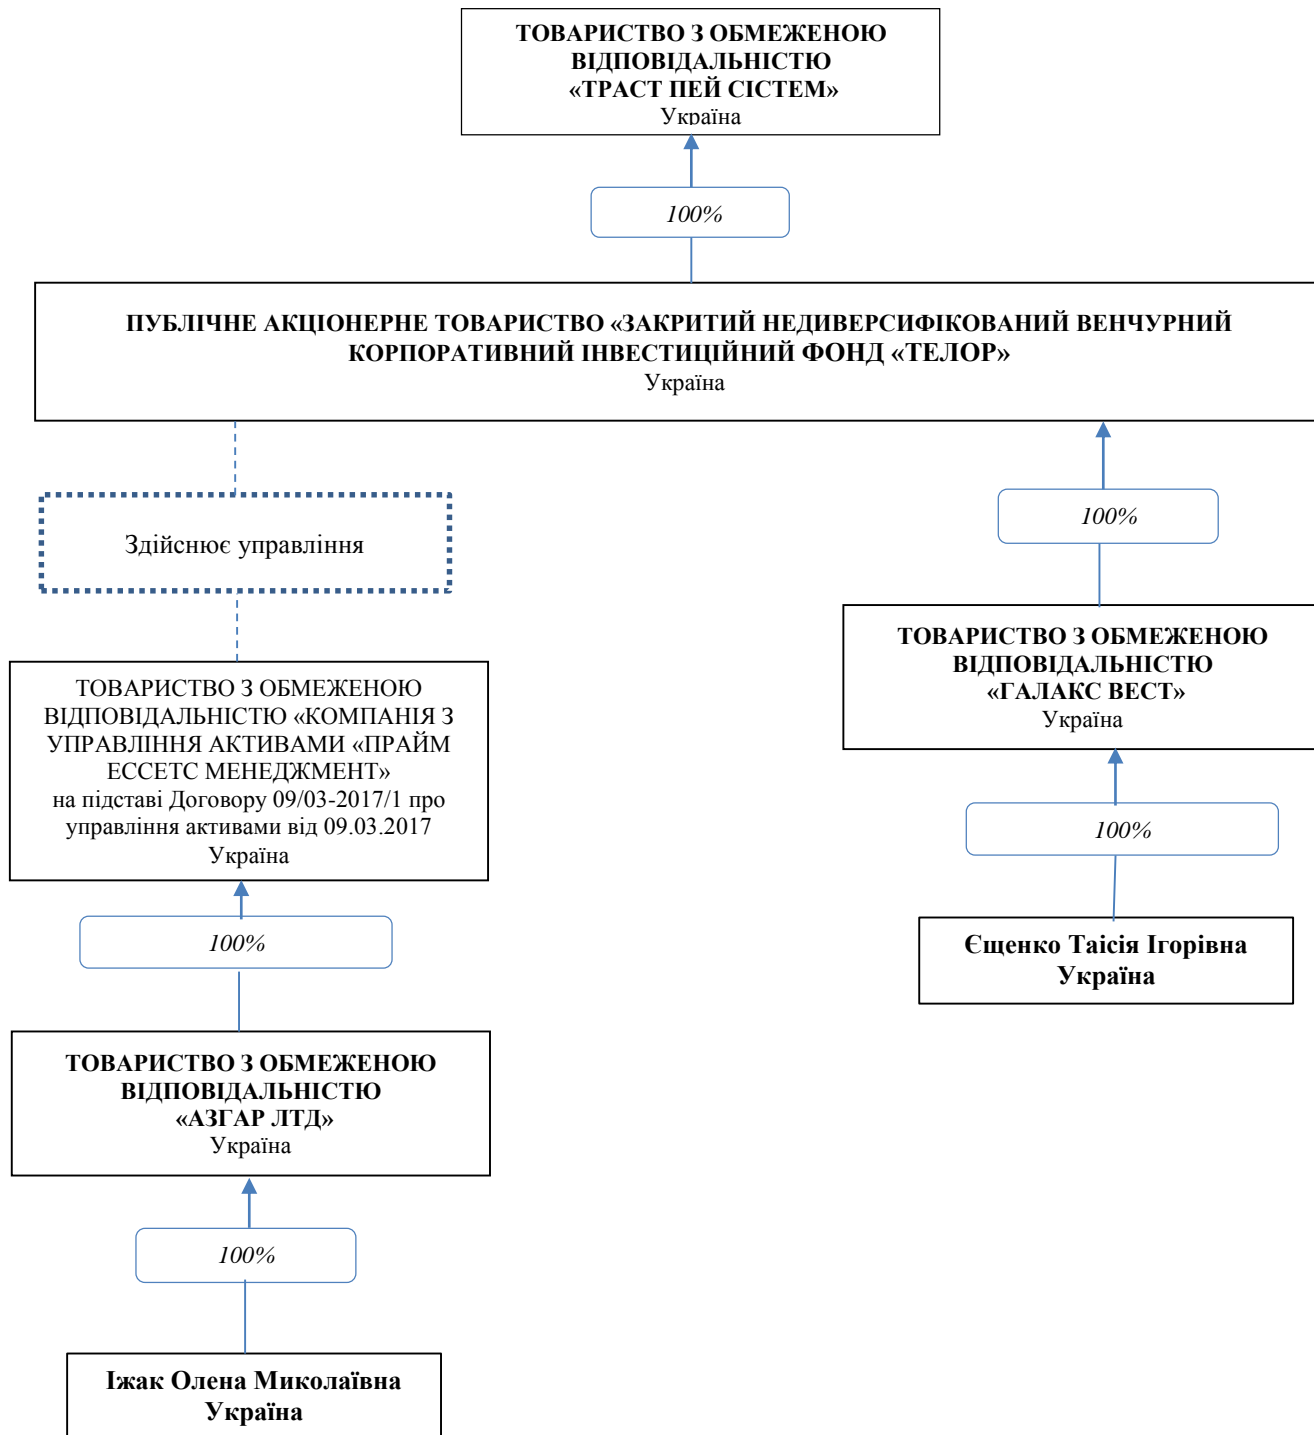 ТОВАРИСТВО З ОБМЕЖЕНОЮ
ВІДПОВІДАЛЬНІСТЮ
«ТРАСТ ПЕЙ СІСТЕМ»
Україна
100%
ПУБЛІЧНЕ АКЦІОНЕРНЕ ТОВАРИСТВО «ЗАКРИТИЙ НЕДИВЕРСИФІКОВАНИЙ ВЕНЧУРНИЙ
КОРПОРАТИВНИЙ ІНВЕСТИЦІЙНИЙ ФОНД «ТЕЛОР»
Україна
Здійснює управління
ТОВАРИСТВО З ОБМЕЖЕНОЮ
ВІДПОВІДАЛЬНІСТЮ «КОМПАНІЯ З
УПРАВЛІННЯ АКТИВАМИ «ПРАЙМ
ЕССЕТС МЕНЕДЖМЕНТ»
на підставі Договору 09/03-2017/1 про
управління активами від 09.03.2017
Україна
100%
ТОВАРИСТВО З ОБМЕЖЕНОЮ
ВІДПОВІДАЛЬНІСТЮ
«АЗГАР ЛТД»
Україна
100%
Іжак Олена Миколаївна
Україна
100%
ТОВАРИСТВО З ОБМЕЖЕНОЮ
ВІДПОВІДАЛЬНІСТЮ
«ГАЛАКС ВЕСТ»
Україна
100%
Єщенко Таісія Ігорівна
Україна